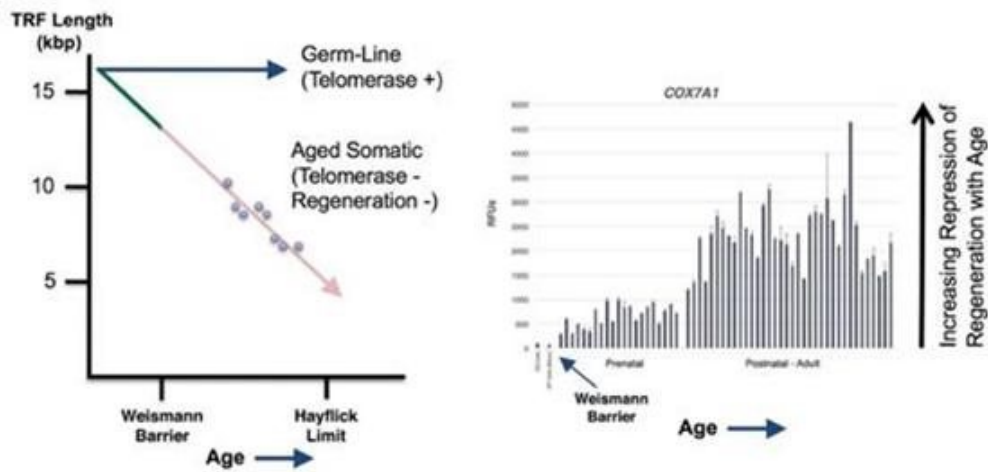 TRF Length
(kbp)
15
10
5
Germ-Line
(Telomerase +)
Aged Somatic
(Telomerase -
Regeneration -)
Weismann
Barrier
Hayflick
Limit
Age
COX7A1
RFUs
Prenatal
Postnatal - Adult
Weismann
Barrier
Age
Increasing Repression of
Regeneration with Age